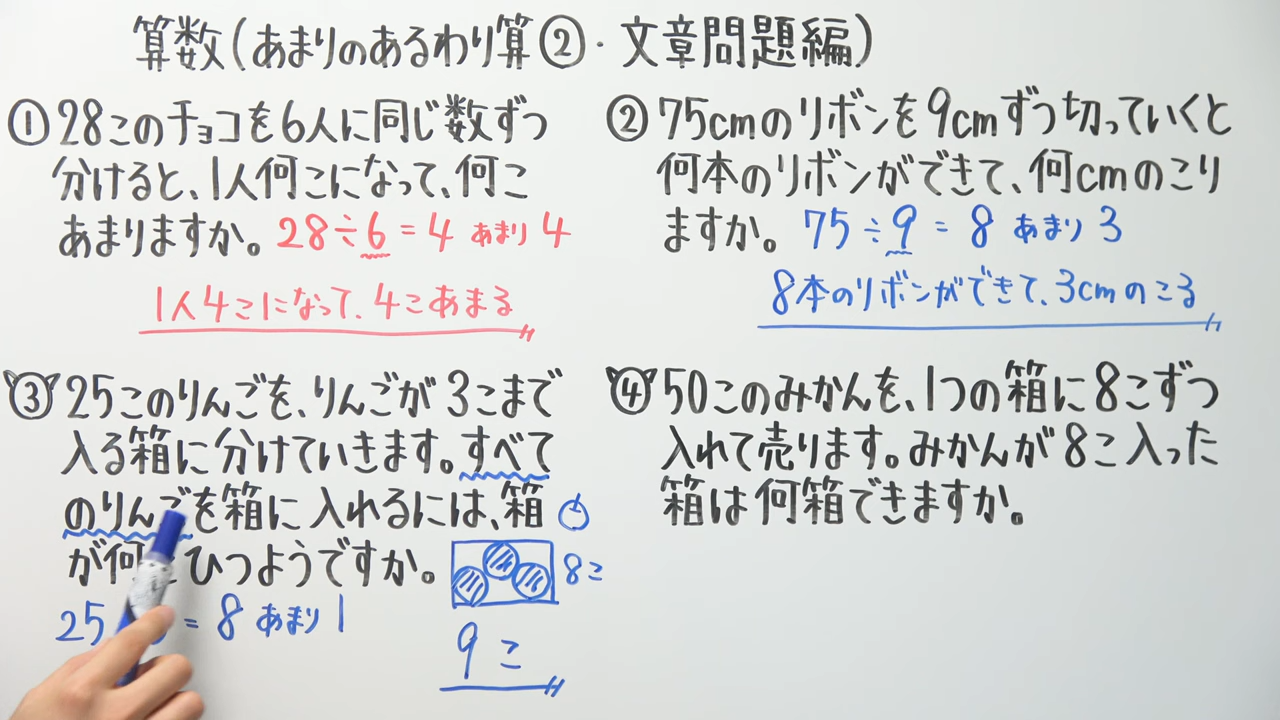 算数(あまりのあるわり算②・文章問題編)
①28このチョコを6人に同じ数ずつ
分けると、1人何こになって、何こ
あまりますか。28÷6=4 あまり 4
1人4こになって、4こあまる
②75cmのリボンを9cmずつ切っていくと
何本のリボンができて、何cmのこり
ますか。75÷9=8 あまり 3
8本のリボンができて、3cmのこる
③25このりんごを、りんごが3こまで
入る箱に分けていきます。すべて
のりんごを箱に入れるには、箱
が何こひつようですか。
8こ
25 = 8 あまり 1
9こ
④50このみかんを、1つの箱に8こずつ
入れて売ります。みかんが8こ入った
箱は何箱できますか。